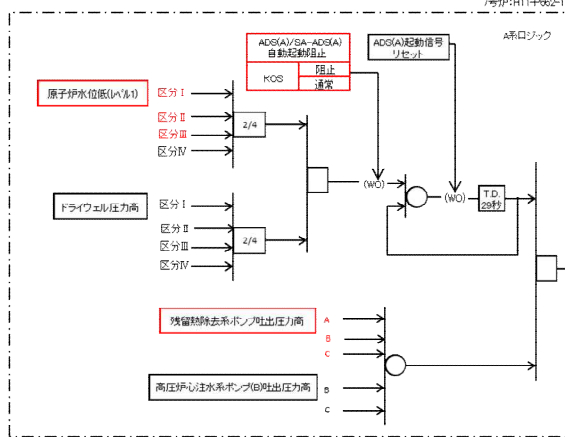 A系ロジック
ADS(A)/SA-ADS(A)
自動起動阻止
KOS
阻止
通常
ADS(A)起動信号
リセット
原子炉水位低(レベル1)
区分Ⅰ
区分Ⅱ
区分Ⅲ
区分Ⅳ
2/4
(WO)
(WO)
T.D.
29秒
ドライウェル圧力高
区分Ⅰ
区分Ⅱ
区分Ⅲ
区分Ⅳ
2/4
残留熱除去系ポンプ吐出圧力高
A
B
C
高圧炉心注水系ポンプ(B)吐出圧力高
B
C